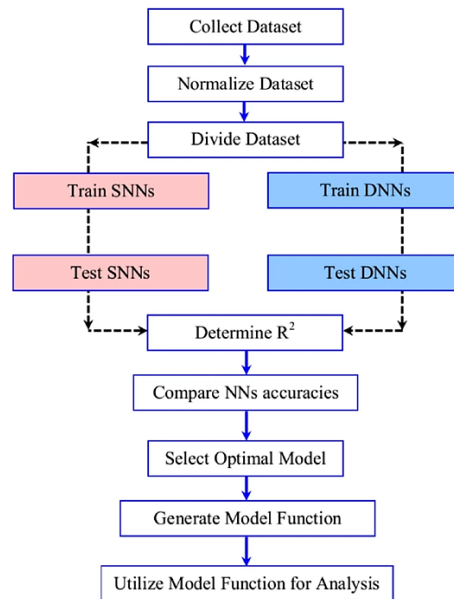 Collect Dataset
Normalize Dataset
Divide Dataset
Train SNNs
Train DNNs
Test SNNs
Test DNNs
Determine R²
Compare NNs accuracies
Select Optimal Model
Generate Model Function
Utilize Model Function for Analysis